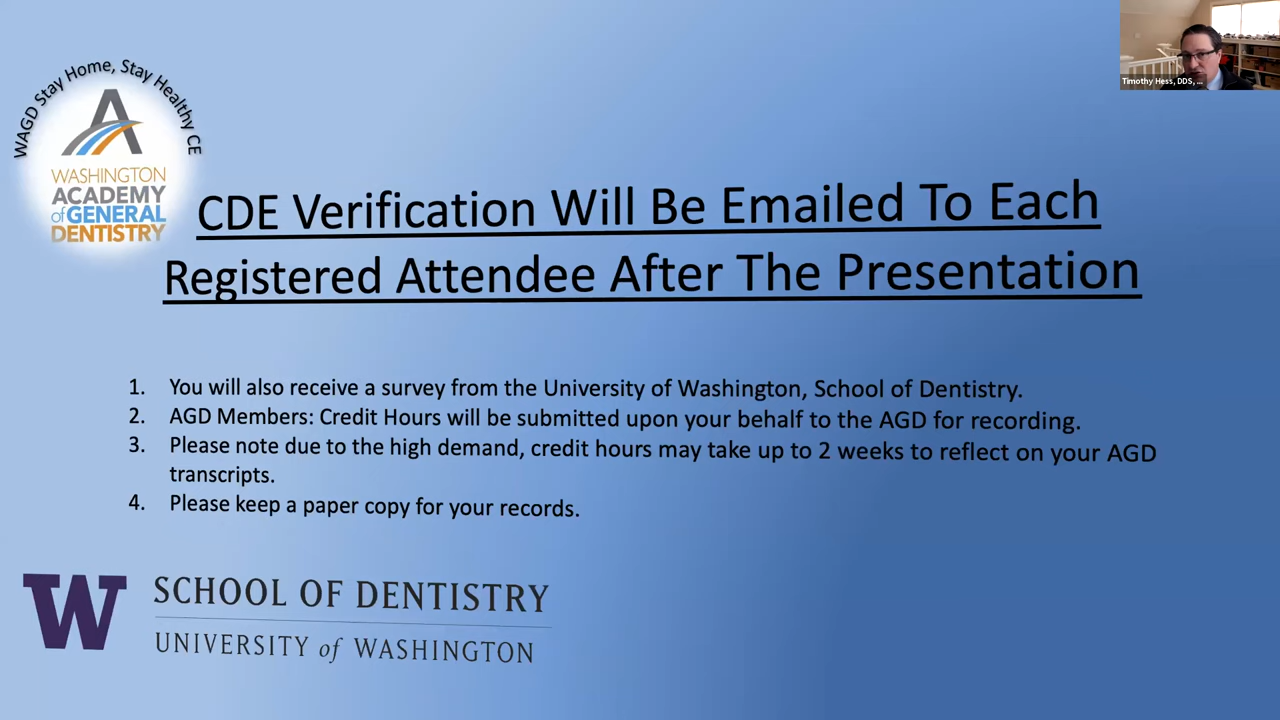 WAGD Stay Home, Stay Healthy CE
WASHINGTON
ACADEMY
of GENERAL
DENTISTRY
Timothy Hess, DDS, ...
CDE Verification Will Be Emailed To Each
Registered Attendee After The Presentation
1. You will also receive a survey from the University of Washington, School of Dentistry.
2. AGD Members: Credit Hours will be submitted upon your behalf to the AGD for recording.
3. Please note due to the high demand, credit hours may take up to 2 weeks to reflect on your AGD
transcripts.
4. Please keep a paper copy for your records.
W
SCHOOL OF DENTISTRY
UNIVERSITY of WASHINGTON